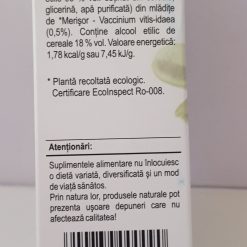 glicerină, apă purificată) din mlădițe
de *Merișor - Vaccinium vitis-idaea
(0,5%). Conține alcool etilic de
cereale 18 % vol. Valoare energetică:
1,78 kcal/g sau 7,45 kJ/g.
* Plantă recoltată ecologic.
Certificare EcoInspect Ro-008.
Atenționări:
Suplimentele alimentare nu înlocuiesc
o dietă variată, diversificată și un mod
de viață sănătos.
Prin natura lor, produsele naturale pot
prezenta ușoare depuneri care nu
afectează calitatea!